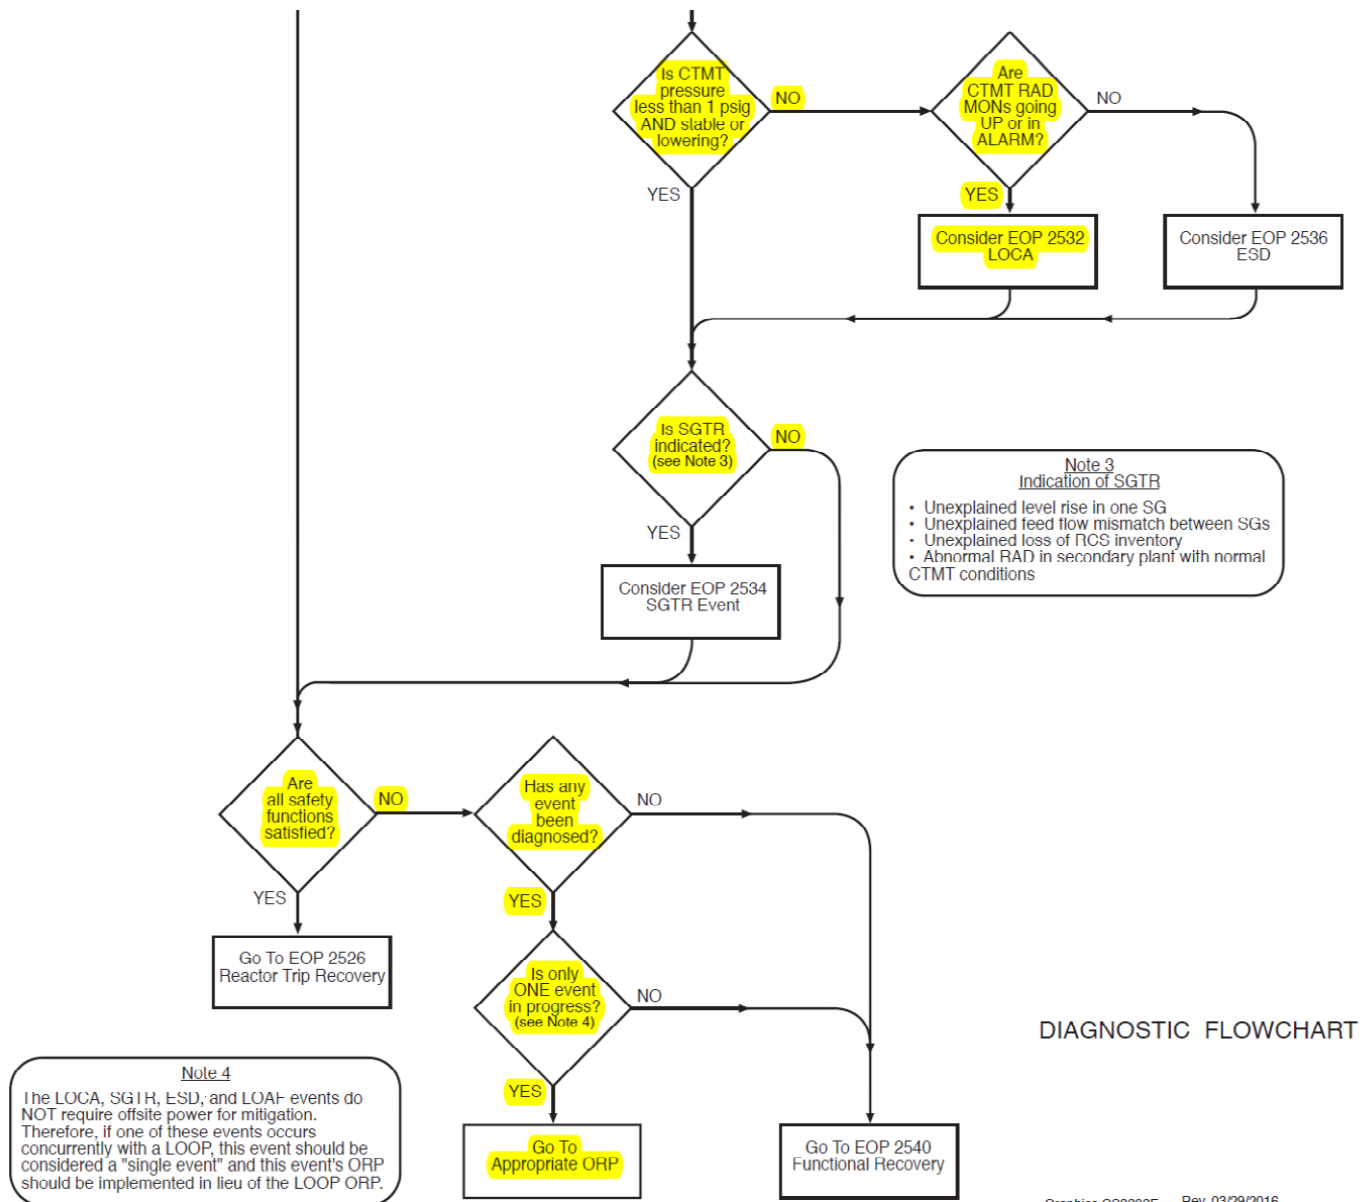 Is CTMT
pressure
less than 1 psig
AND stable or
lowering?
NO
YES
Are
CTMT RAD
MONs going
UP or in
ALARM?
NO
YES
Consider EOP 2532
LOCA
Consider EOP 2536
ESD
Is SGTR
indicated?
(see Note 3)
NO
YES
Note 3
Indication of SGTR
• Unexplained level rise in one SG
• Unexplained feed flow mismatch between SGs
• Unexplained loss of RCS inventory
• Abnormal RAD in secondary plant with normal
CTMT conditions
Consider EOP 2534
SGTR Event
Are
all safety
functions
satisfied?
NO
YES
Has any
event
been
diagnosed?
NO
YES
Go To EOP 2526
Reactor Trip Recovery
Is only
ONE event
in progress?
(see Note 4)
NO
YES
DIAGNOSTIC FLOWCHART
Note 4
The LOCA, SGTR, ESD, and LOAF events do
NOT require offsite power for mitigation.
Therefore, if one of these events occurs
concurrently with a LOOP, this event should be
considered a "single event" and this event's ORP
should be implemented in lieu of the LOOP ORP.
Go To
Appropriate ORP
Go To EOP 2540
Functional Recovery
Rev. 03/29/2016